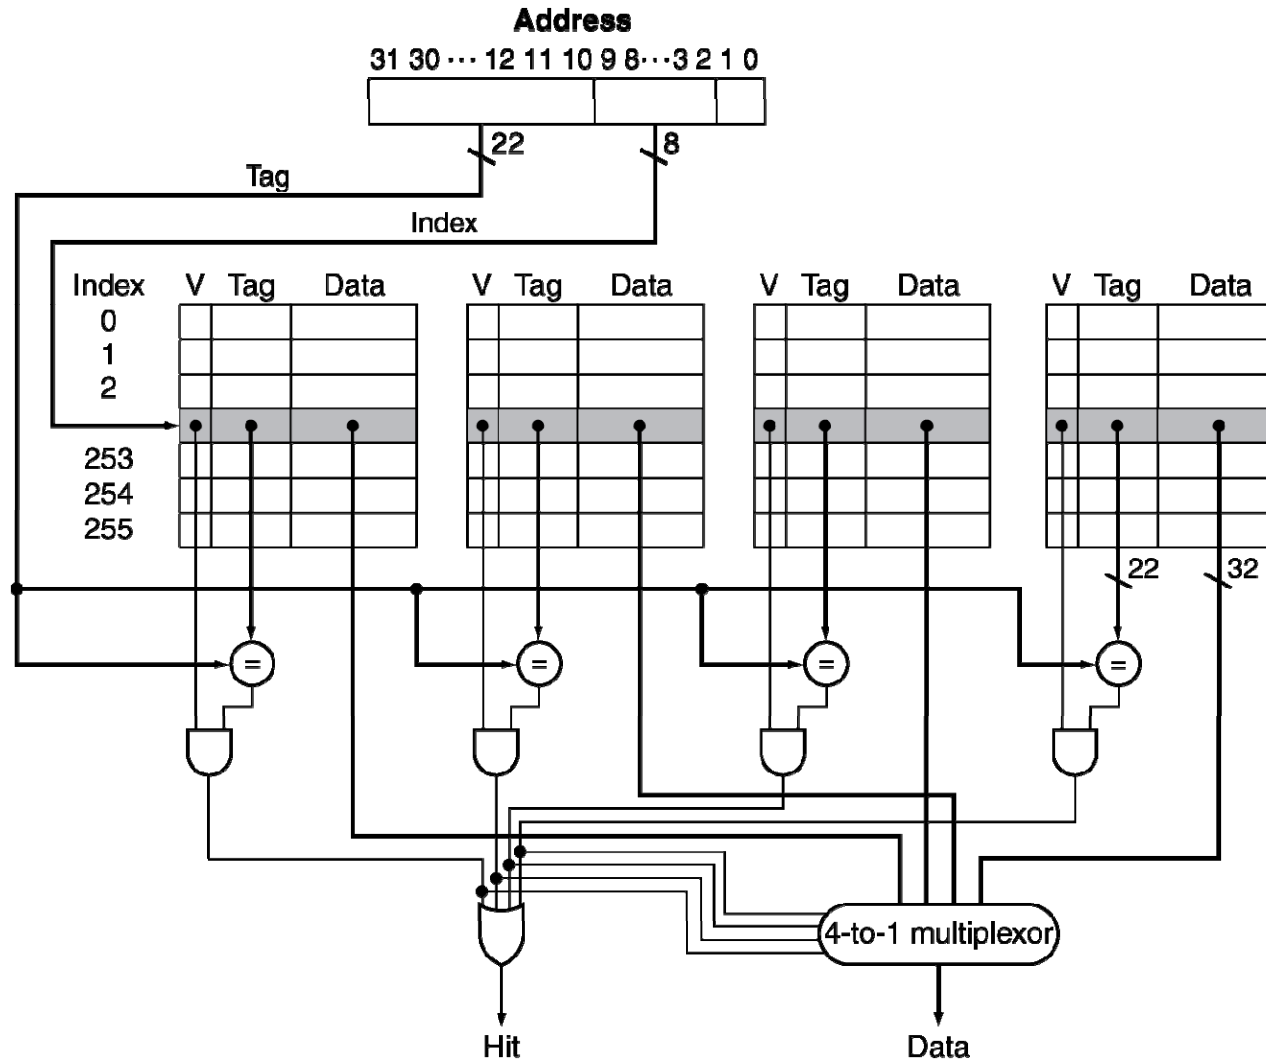 Address
31 30 ··· 12 11 10 9 8 ··· 3 2 1 0
22
8
Tag
Index
Index V Tag Data V Tag Data V Tag Data V Tag Data
0
1
2
253
254
255
22 32
= = = =
4-to-1 multiplexor
Hit Data